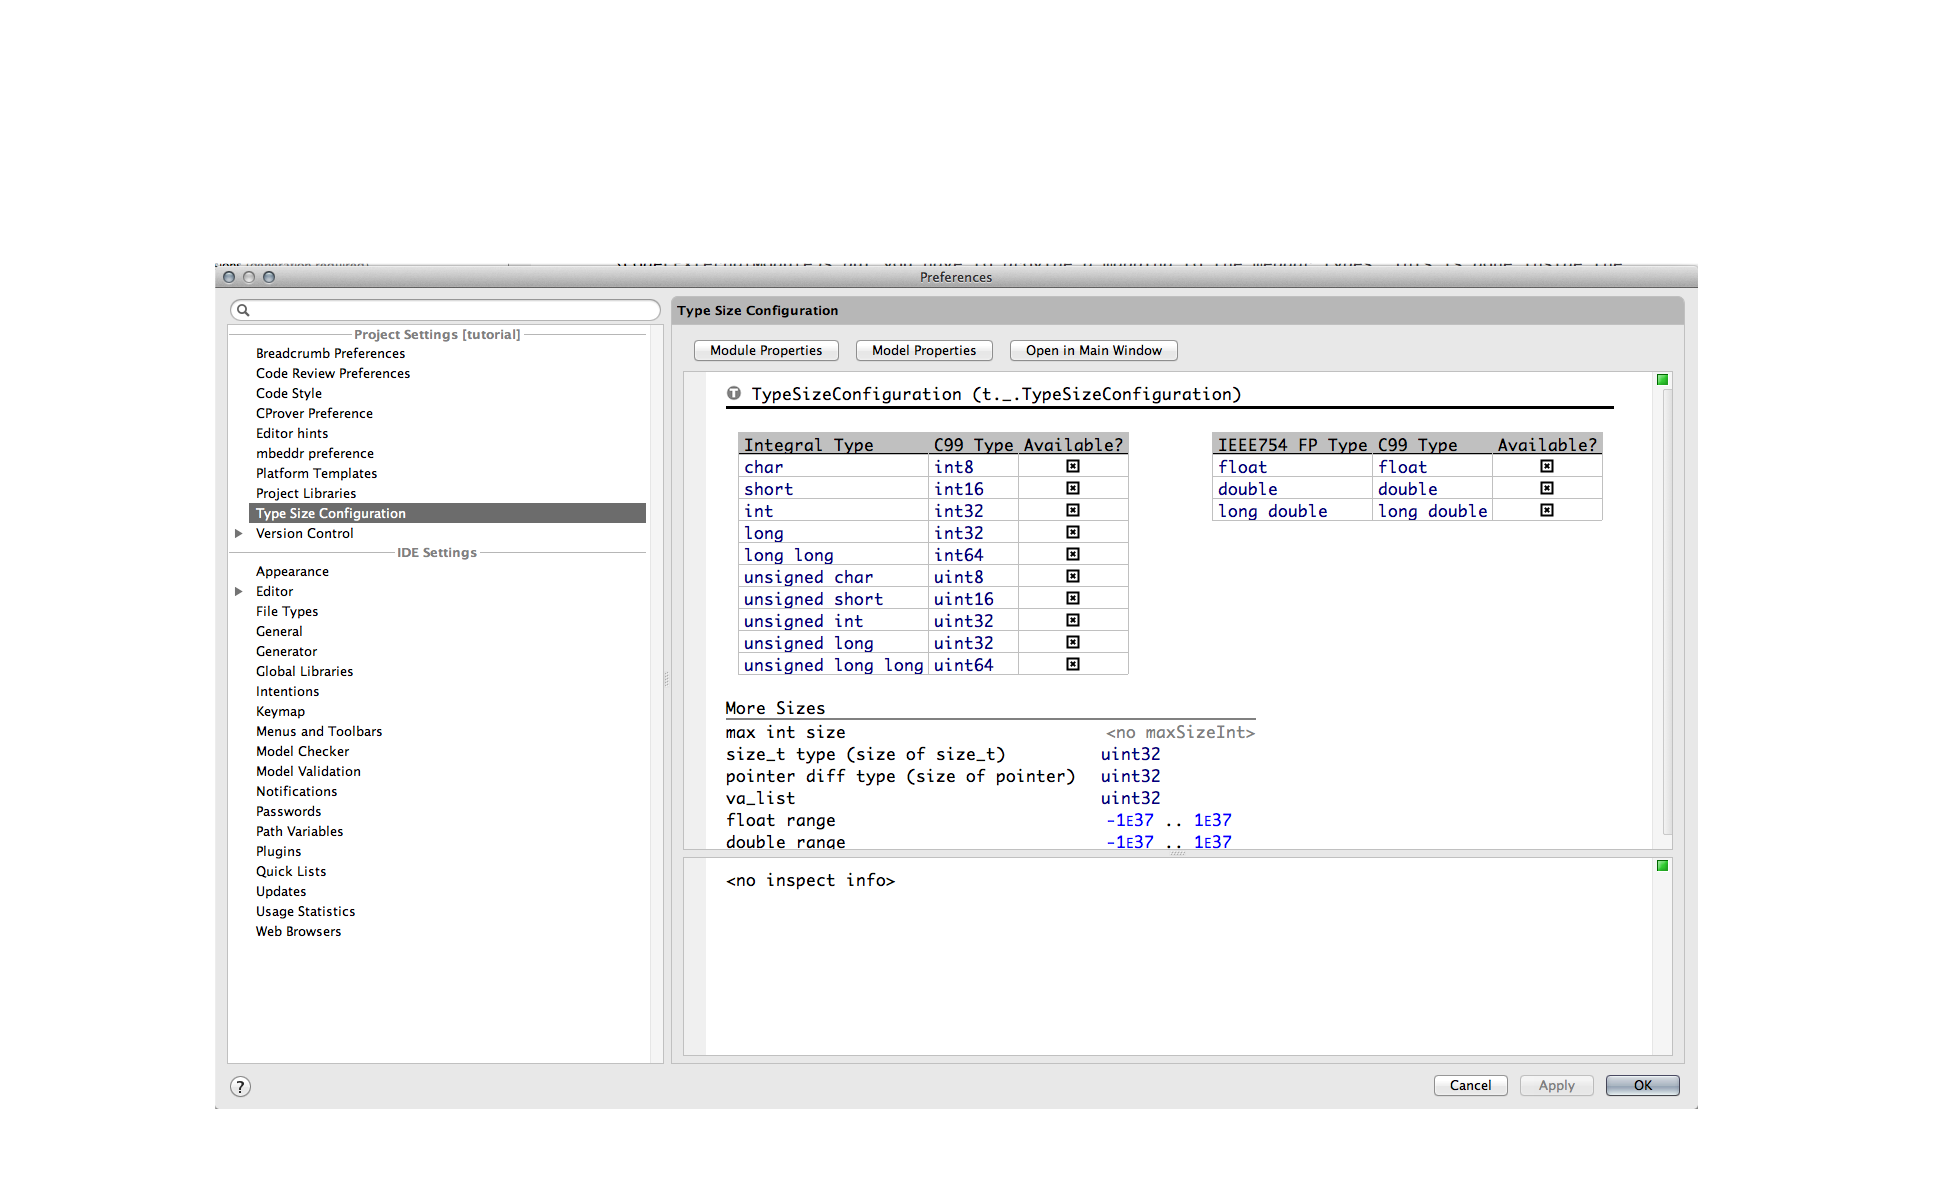 Preferences
Project Settings [tutorial]
Breadcrumb Preferences
Code Review Preferences
Code Style
CProver Preference
Editor hints
mbeddr preference
Platform Templates
Project Libraries
Type Size Configuration
Version Control
IDE Settings
Appearance
Editor
File Types
General
Generator
Global Libraries
Intentions
Keymap
Menus and Toolbars
Model Checker
Model Validation
Notifications
Passwords
Path Variables
Plugins
Quick Lists
Updates
Usage Statistics
Web Browsers
Type Size Configuration
Module Properties Model Properties Open in Main Window
TypeSizeConfiguration (t._.TypeSizeConfiguration)
Integral Type C99 Type Available?
char int8
short int16
int int32
long int32
long long int64
unsigned char uint8
unsigned short uint16
unsigned int uint32
unsigned long uint32
unsigned long long uint64
IEEE754 FP Type C99 Type Available?
float float
double double
long double long double
More Sizes
max int size <no maxSizeInt>
size_t type (size of size_t) uint32
pointer diff type (size of pointer) uint32
va_list uint32
float range -1E37 .. 1E37
double range -1E37 .. 1E37
<no inspect info>
? Cancel Apply OK